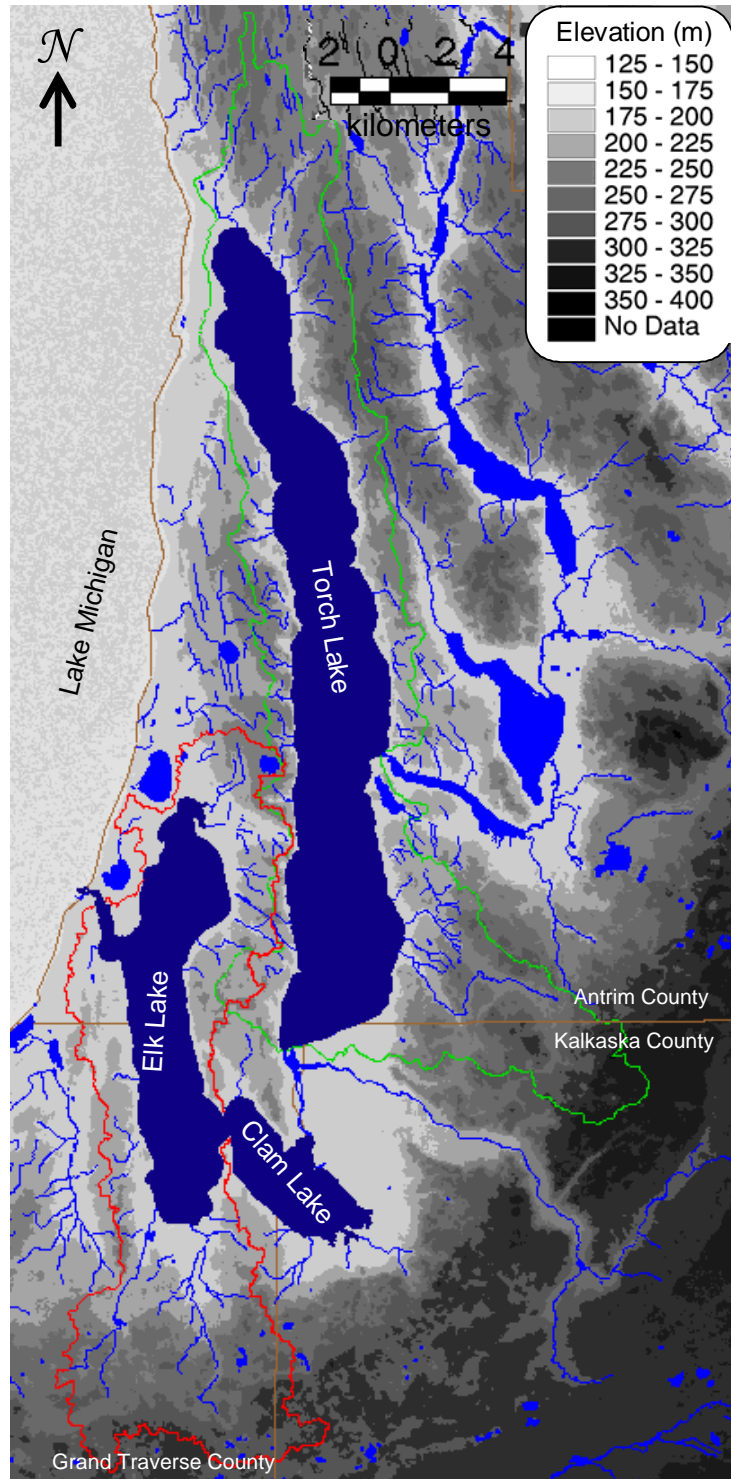 N
2 0 2 4
kilometers
Elevation (m)
125 - 150
150 - 175
175 - 200
200 - 225
225 - 250
250 - 275
275 - 300
300 - 325
325 - 350
350 - 400
No Data
Lake Michigan
Torch Lake
Elk Lake
Antrim County
Kalkaska County
Clam Lake
Grand Traverse County